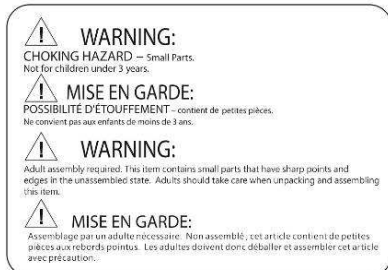 ! WARNING:
CHOKING HAZARD – Small Parts.
Not for children under 3 years.
! MISE EN GARDE:
POSSIBILITÉ D'ÉTOUFFEMENT – contient de petites pièces.
Ne convient pas aux enfants de moins de 3 ans.
! WARNING:
Adult assembly required. This item contains small parts that have sharp points and
edges in the unassembled state. Adults should take care when unpacking and assembling
this item.
! MISE EN GARDE:
Assemblage par un adulte nécessaire. Non assemblé, cet article contient de petites
pièces aux rebords pointus. Les adultes doivent donc déballer et assembler cet article
avec précaution.